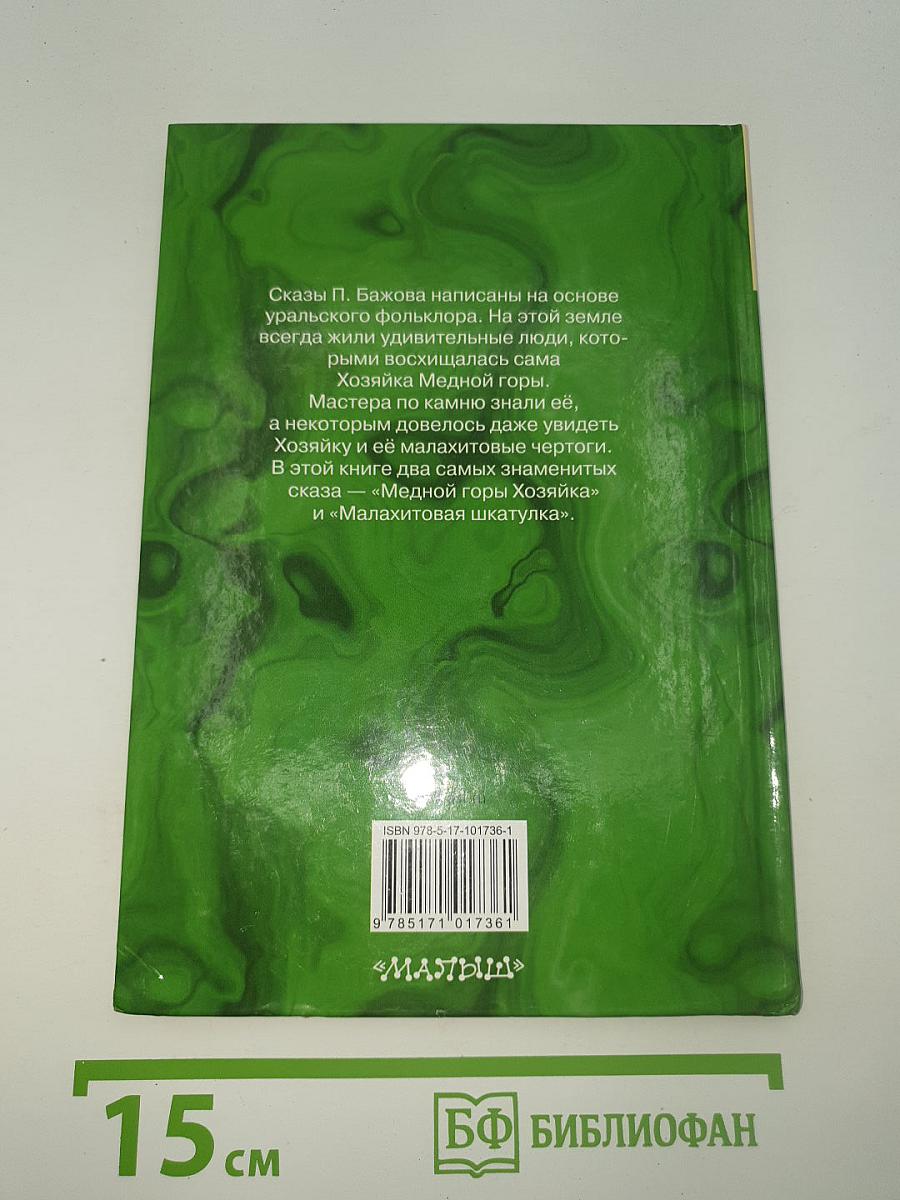 Сказы П. Бажова написаны на основе
уральского фольклора. На этой земле
всегда жили удивительные люди, кото-
рыми восхищалась сама
Хозяйка Медной горы.
Мастера по камню знали её,
а некоторым довелось даже увидеть
Хозяйку и её малахитовые чертоги.
В этой книге два самых знаменитых
сказа — «Медной горы Хозяйка»
и «Малахитовая шкатулка».
ISBN 978-5-17-101736-1
9 785171 017361
«МАЛЫШ»
15 см
БФ БИБЛИОФАН